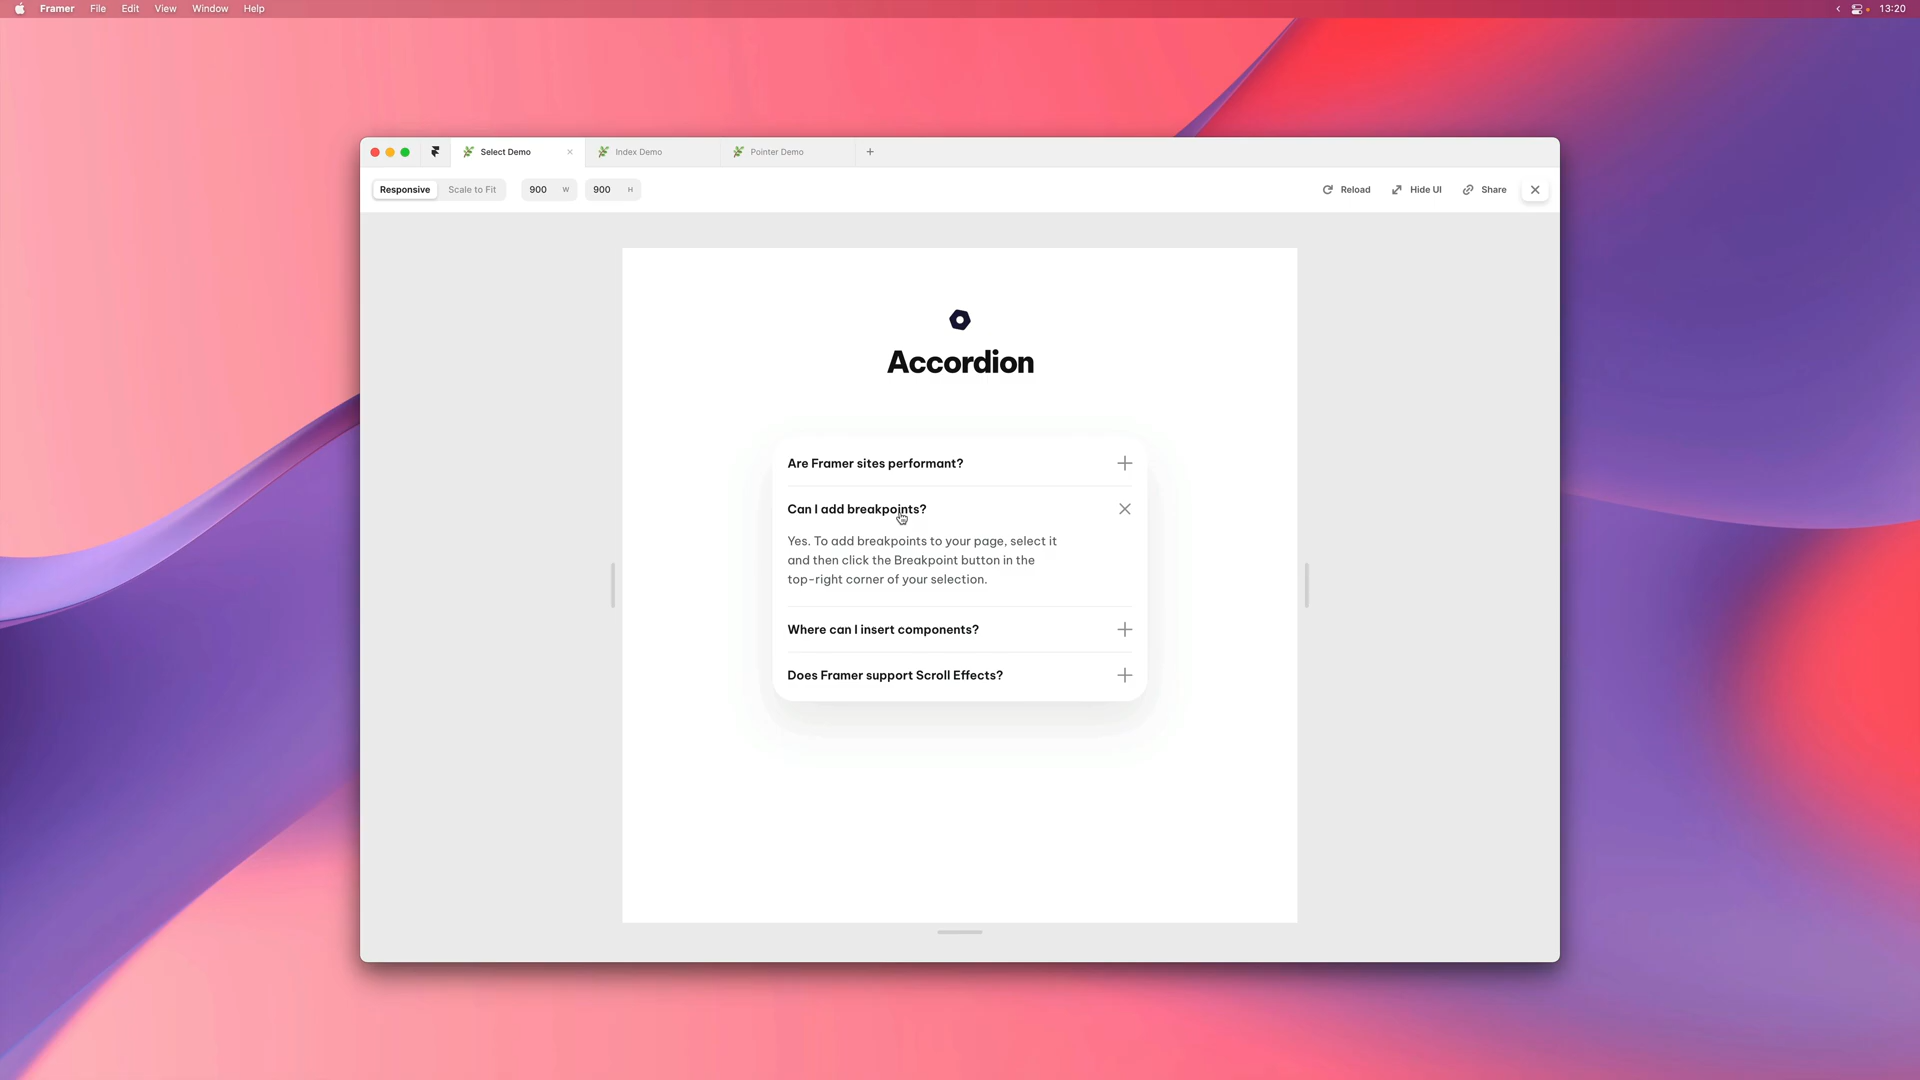 Framer File Edit View Window Help 13:20
Select Demo Index Demo Pointer Demo
Responsive Scale to Fit 900 W 900 H Reload Hide UI Share
Accordion
Are Framer sites performant?
Can I add breakpoints?
Yes. To add breakpoints to your page, select it
and then click the Breakpoint button in the
top-right corner of your selection.
Where can I insert components?
Does Framer support Scroll Effects?